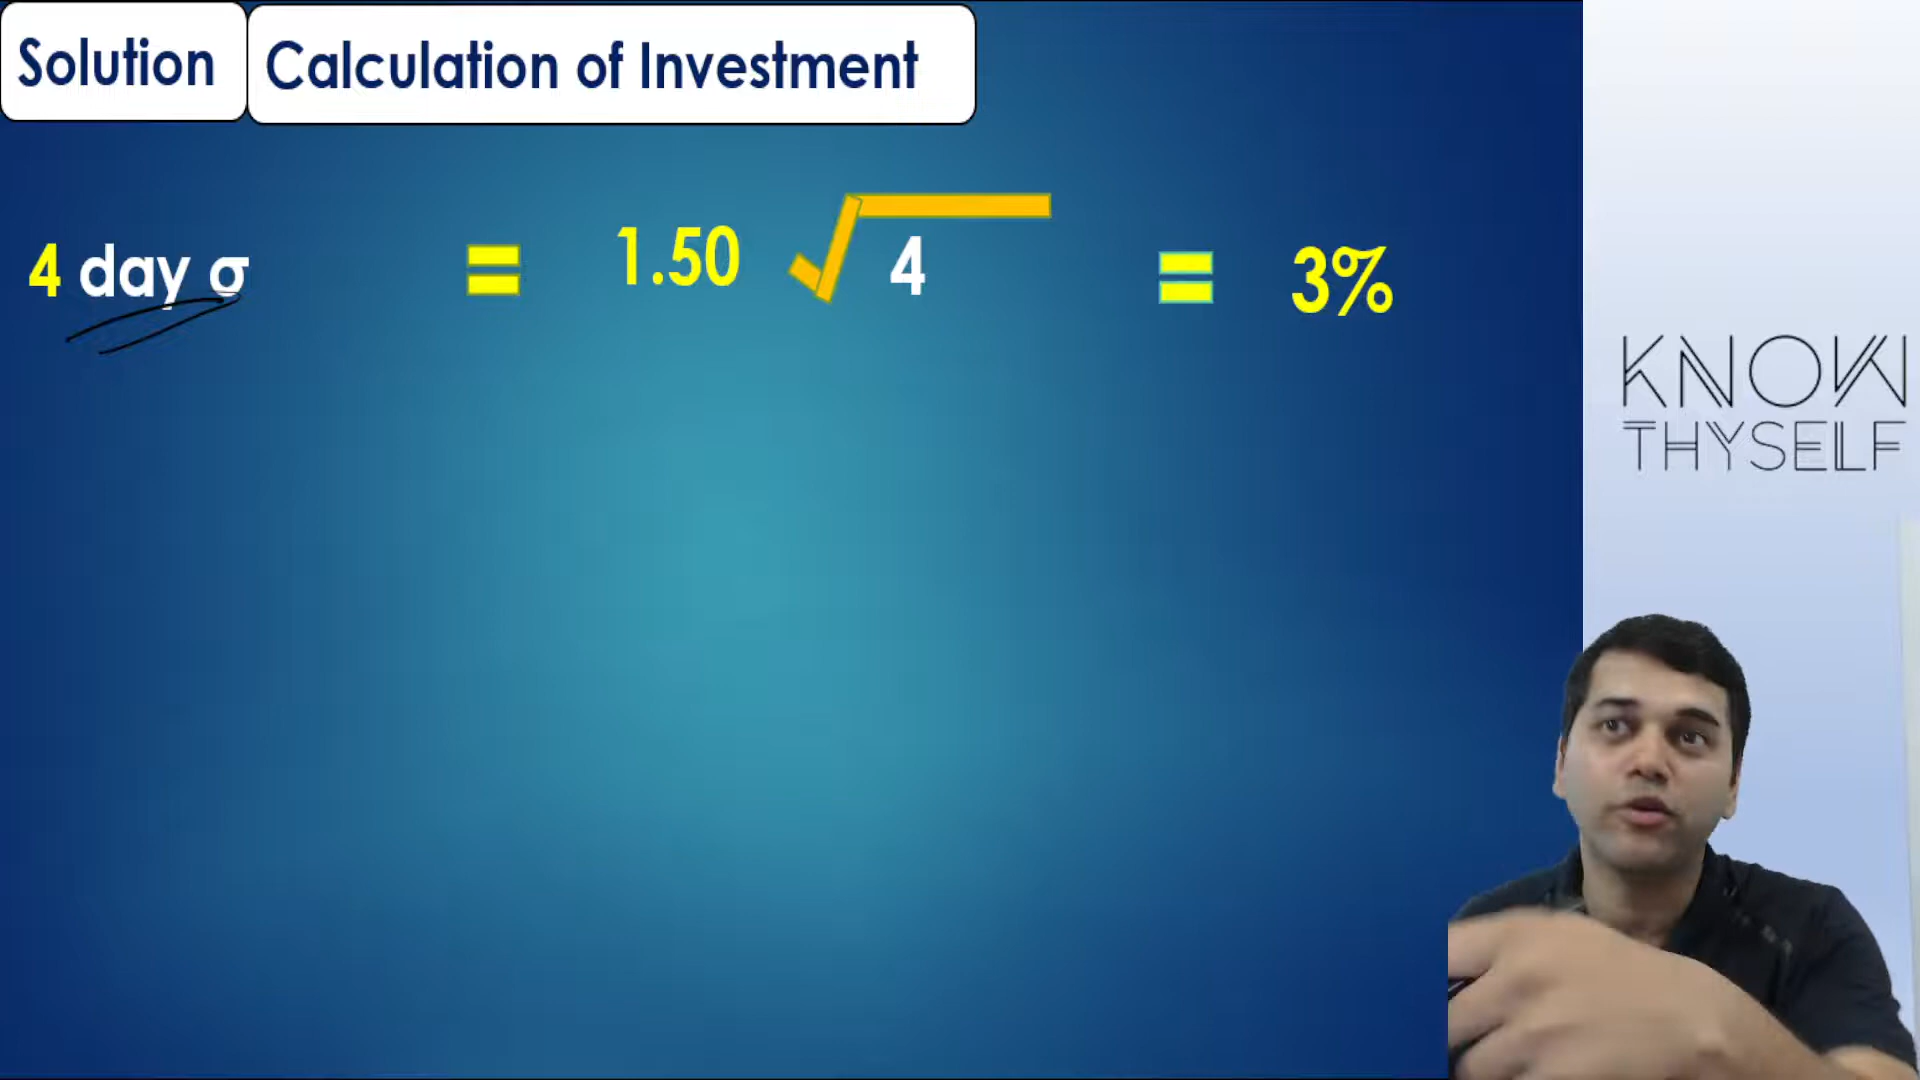 Solution Calculation of Investment
4 day σ = 1.50 √4 = 3%
KNOW
THYSELF